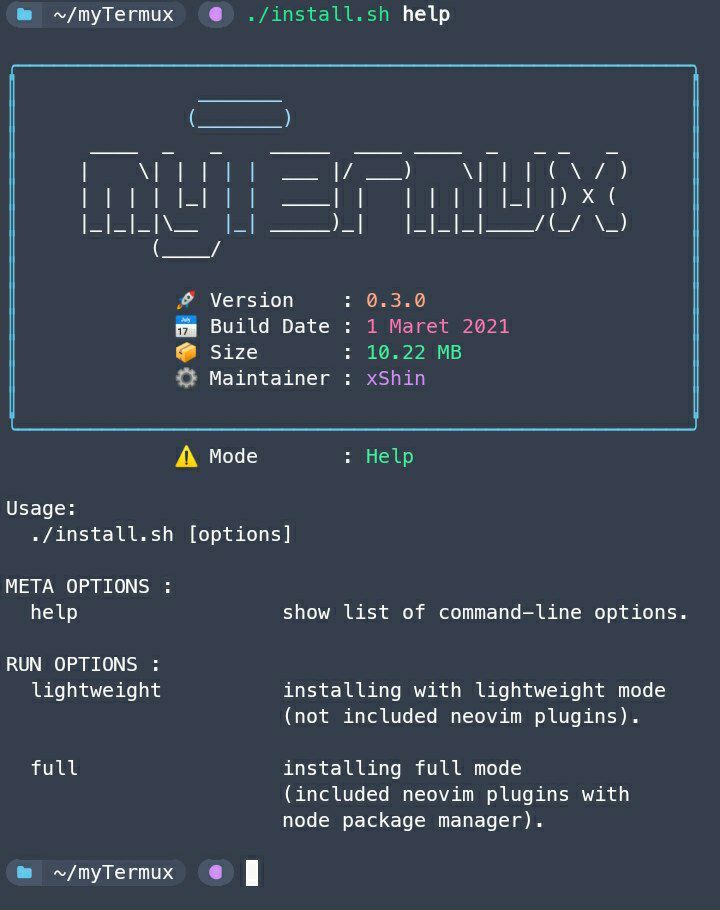 ~/myTermux ./install.sh help
myTermux
🚀 Version : 0.3.0
📅 Build Date : 1 Maret 2021
📦 Size : 10.22 MB
⚙️ Maintainer : xShin
⚠️ Mode : Help
Usage:
./install.sh [options]
META OPTIONS :
help show list of command-line options.
RUN OPTIONS :
lightweight installing with lightweight mode
(not included neovim plugins).
full installing full mode
(included neovim plugins with
node package manager).
~/myTermux